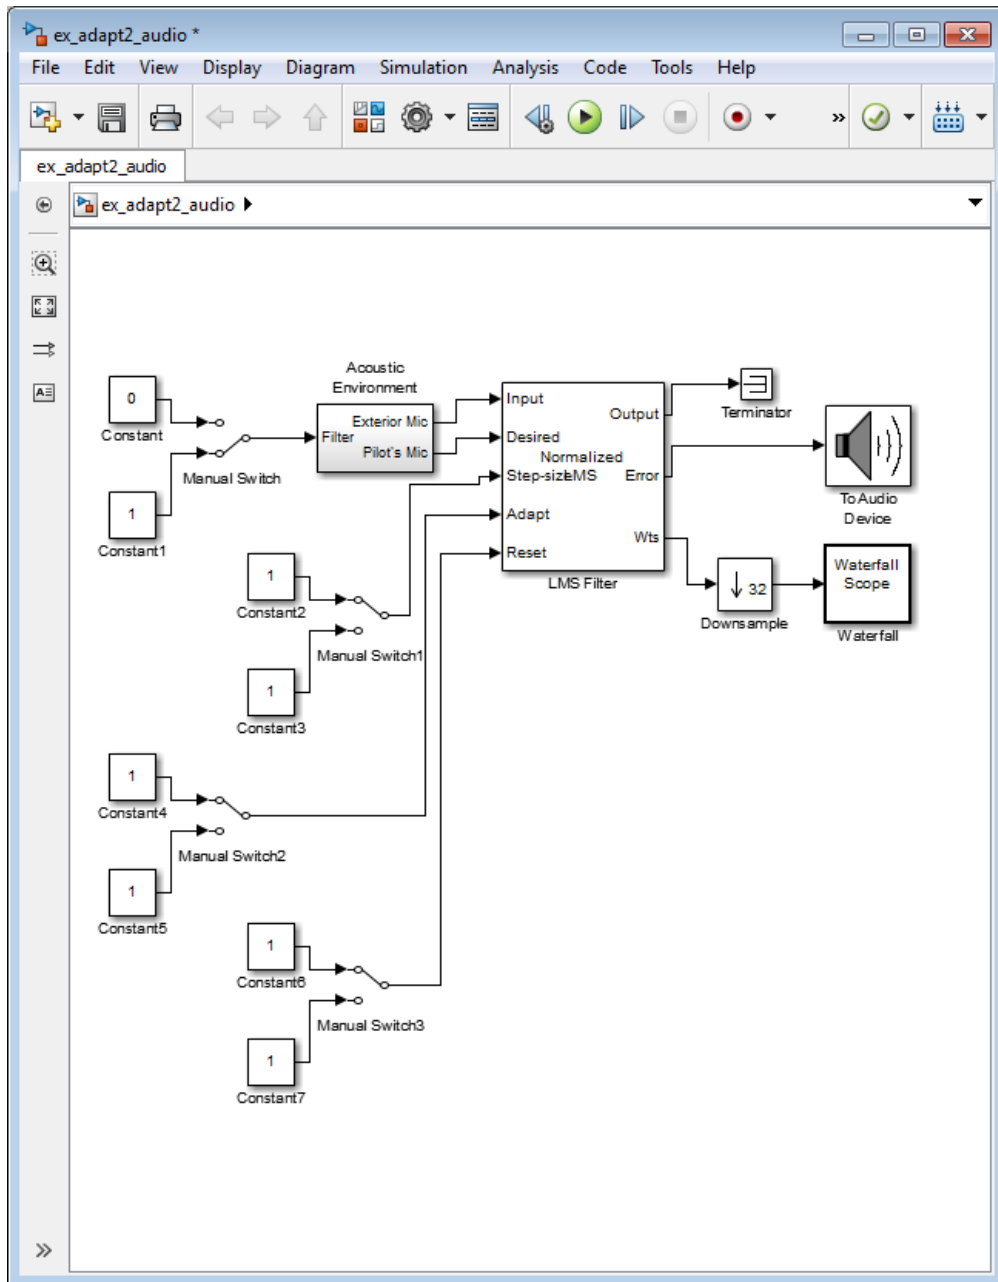 ex_adapt2_audio *
File Edit View Display Diagram Simulation Analysis Code Tools Help
»
ex_adapt2_audio
ex_adapt2_audio
0
Constant
1
Constant1
Manual Switch
Acoustic
Environment
Filter
Exterior Mic
Pilot's Mic
1
Constant2
1
Constant3
Manual Switch1
1
Constant4
1
Constant5
Manual Switch2
1
Constant6
1
Constant7
Manual Switch3
Input
Desired
Step-size
Adapt
Reset
Normalized
LMS
Output
Error
Wts
LMS Filter
Terminator
To Audio
Device
32
Downsample
Waterfall
Scope
Waterfall
»